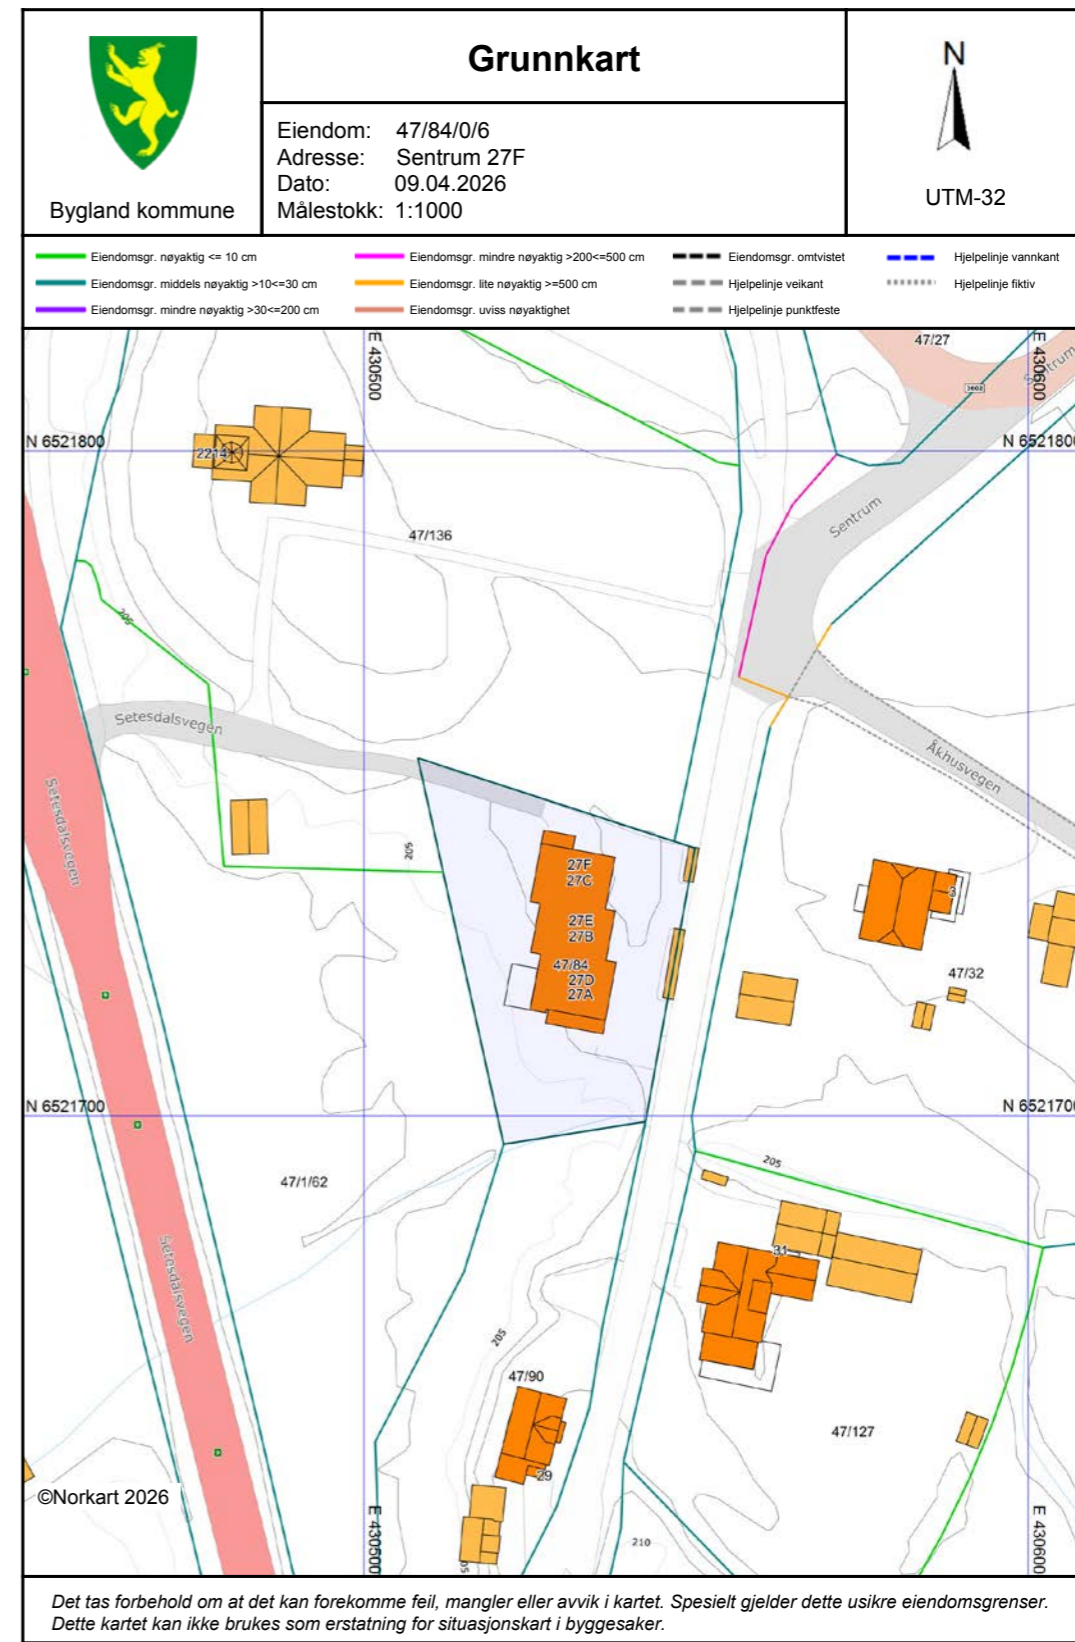 Grunnkart
Bygland kommune
Eiendom: 47/84/0/6
Adresse: Sentrum 27F
Dato: 09.04.2026
Målestokk: 1:1000
N
UTM-32
Eiendomsgr. nøyaktig <= 10 cm
Eiendomsgr. middels nøyaktig >10<=30 cm
Eiendomsgr. mindre nøyaktig >30<=200 cm
Eiendomsgr. mindre nøyaktig >200<=500 cm
Eiendomsgr. lite nøyaktig >=500 cm
Eiendomsgr. uviss nøyaktighet
Eiendomsgr. omtvistet
Hjelpelinje veikant
Hjelpelinje punktfeste
Hjelpelinje vannkant
Hjelpelinje fiktiv
E 430500
47/27
E 430600
Sentrum
3602
N 6521800
N 6521800
2214
47/136
Sentrum
205
Setesdalsvegen
Åkhusvegen
Setesdalsvegen
205
27F
27C
27E
27B
47/84
27D
27A
3
47/32
N 6521700
N 6521700
205
47/1/62
Setesdalsvegen
31
205
47/90
47/127
29
©Norkart 2026
E 430500
E 430600
210
Det tas forbehold om at det kan forekomme feil, mangler eller avvik i kartet. Spesielt gjelder dette usikre eiendomsgrenser.
Dette kartet kan ikke brukes som erstatning for situasjonskart i byggesaker.